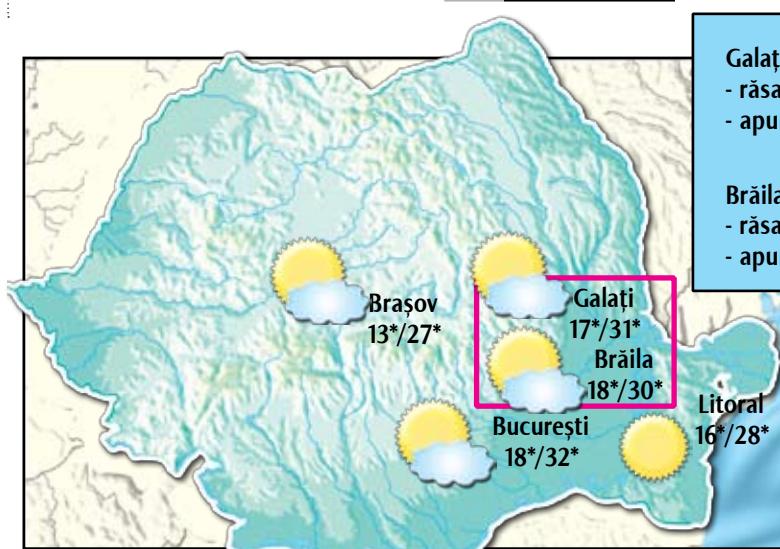 Galaț
- răsa
- apu
Brăila
- răsa
- apu
Brașov
13*/27*
Galați
17*/31*
Brăila
18*/30*
București
18*/32*
Litoral
16*/28*